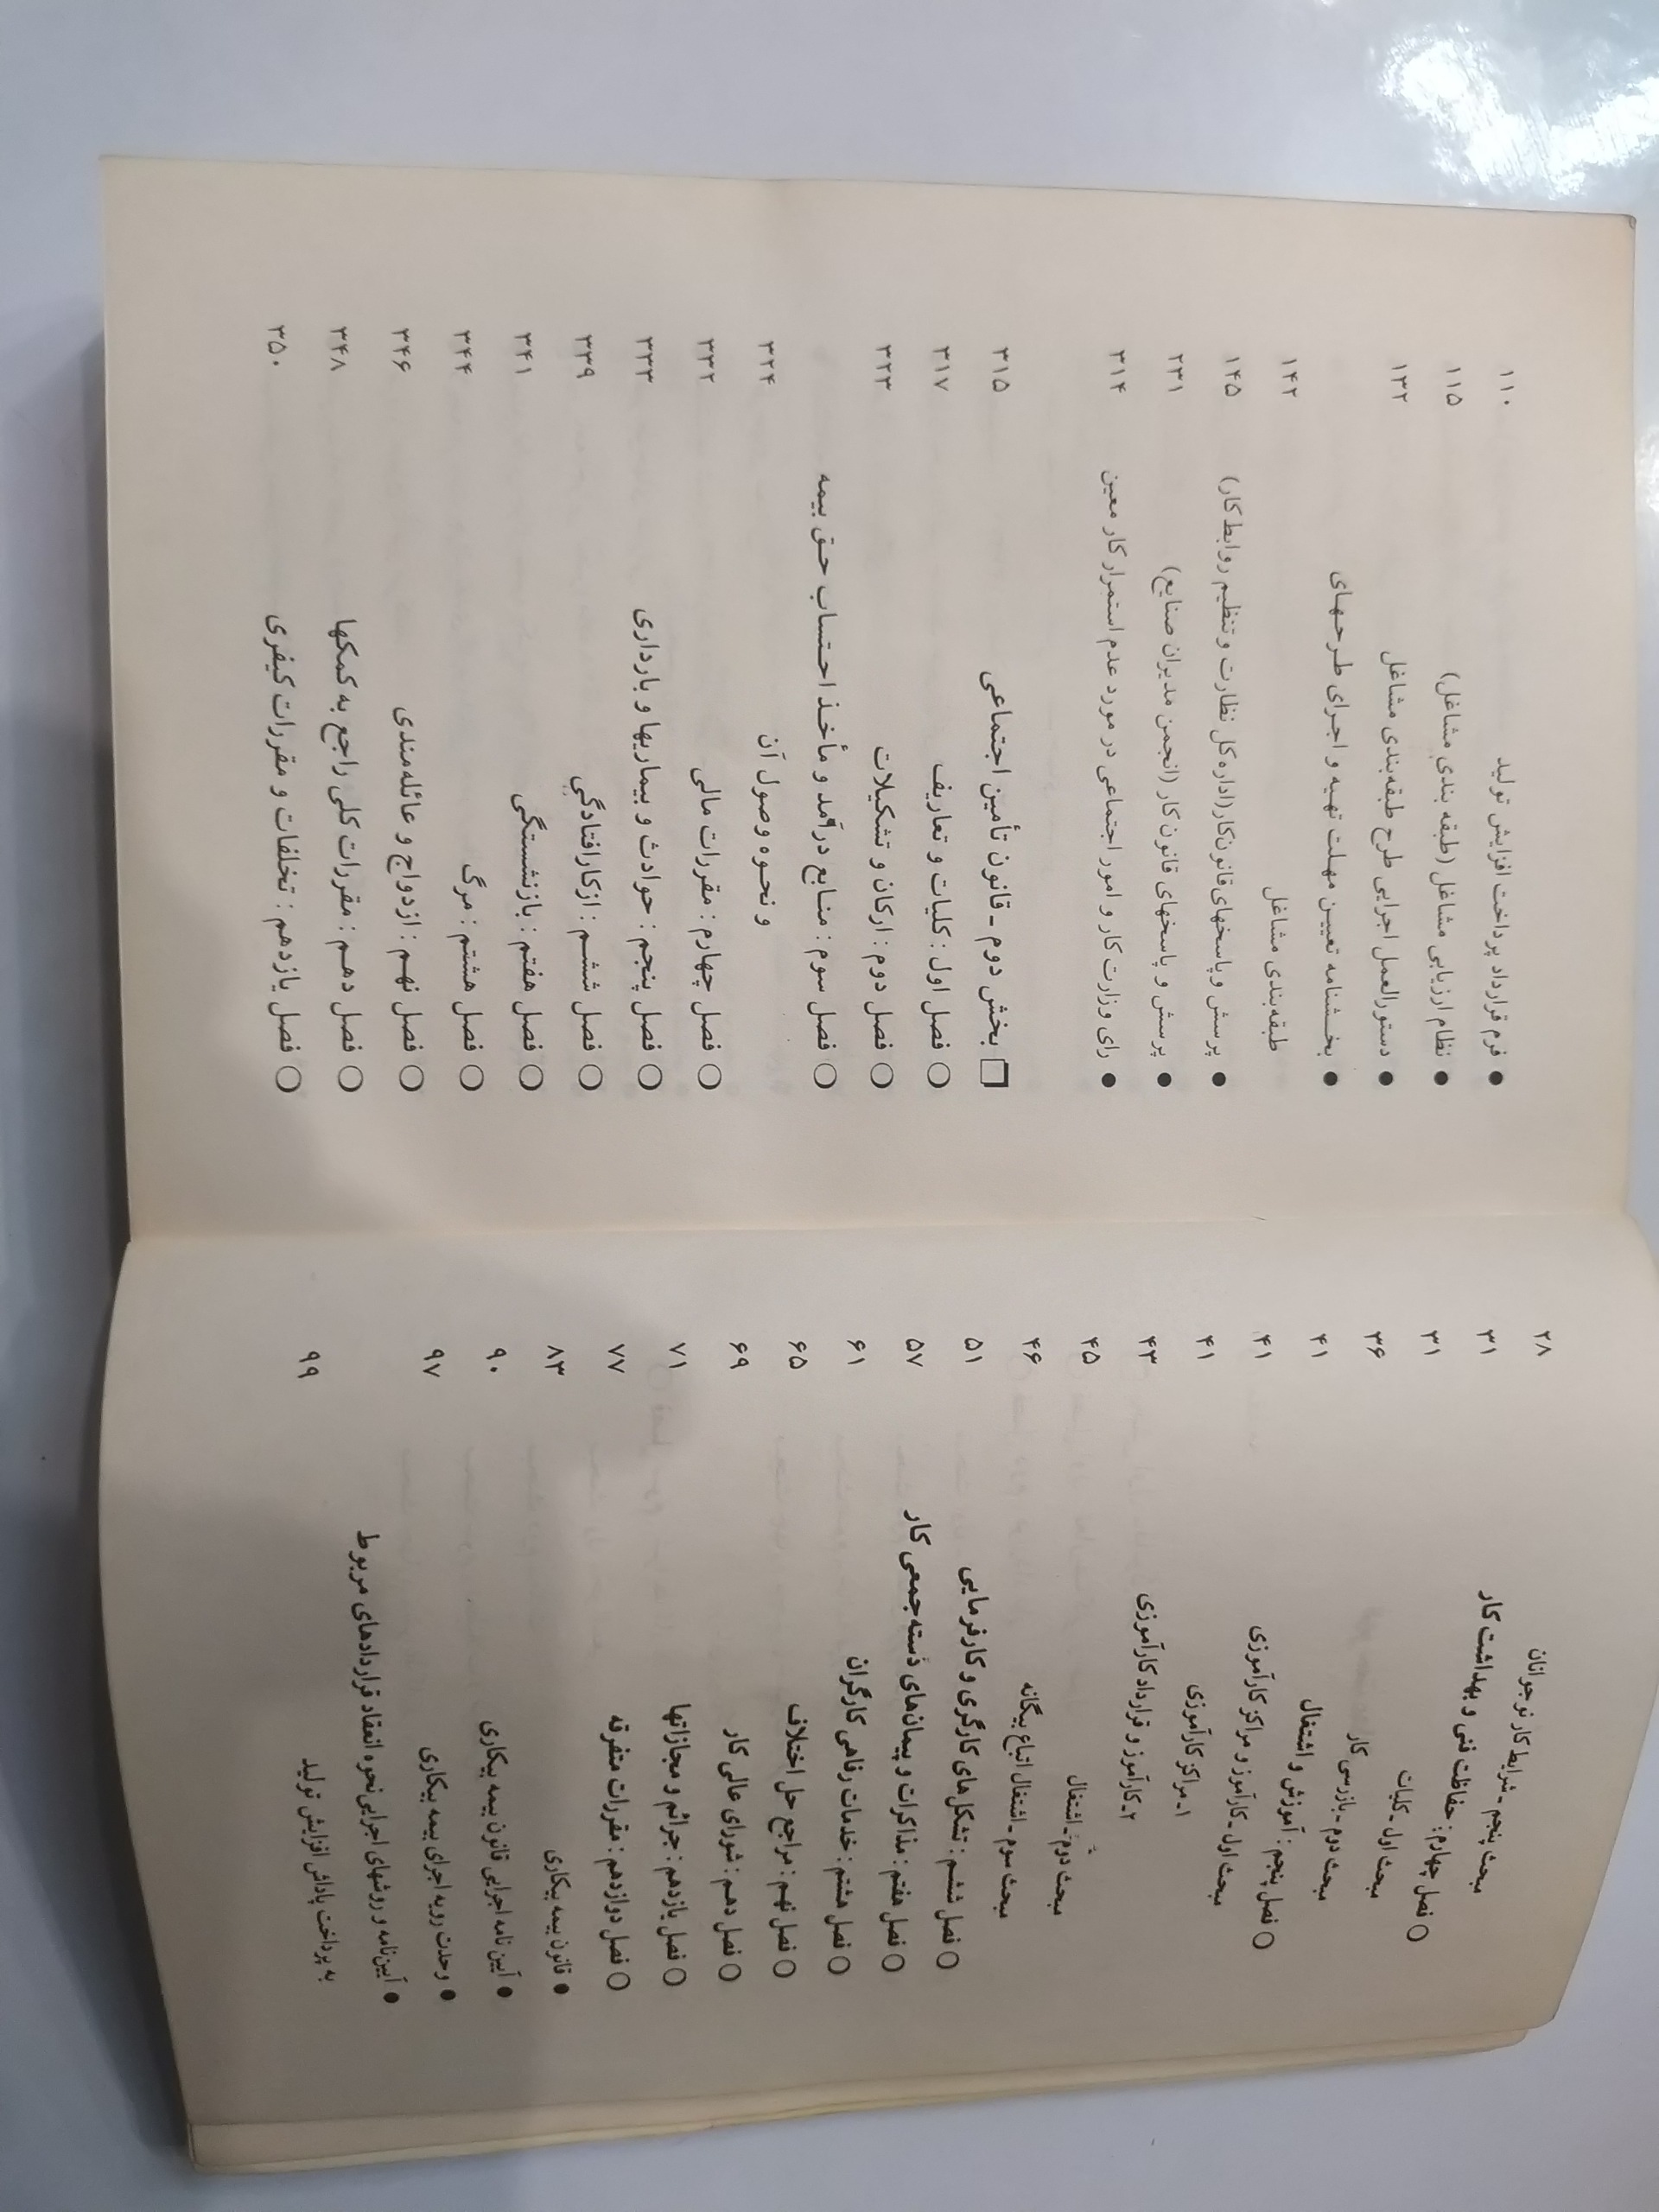 مبحث پنجم ـ شرایط کار نوجوانان ۲۸
○ فصل چهارم : حفاظت فنی و بهداشت کار ۳۱
مبحث اول ـ کلیات ۳۱
مبحث دوم ـ بازرسی کار ۳۶
○ فصل پنجم : آموزش و اشتغال ۴۱
مبحث اول ـ کارآموز و مراکز کارآموزی ۴۱
۱ـ مراکز کارآموزی ۴۱
۲ـ کارآموز و قرارداد کارآموزی ۴۳
مبحث دوم ـ اشتغال ۴۵
مبحث سوم ـ اشتغال اتباع بیگانه ۴۶
○ فصل ششم : تشکل‌های کارگری و کارفرمایی ۵۱
○ فصل هفتم : مذاکرات و پیمان‌های دسته‌جمعی کار ۵۷
○ فصل هشتم : خدمات رفاهی کارگران ۶۱
○ فصل نهم : مراجع حل اختلاف ۶۵
○ فصل دهم : شورای عالی کار ۶۹
○ فصل یازدهم : جرائم و مجازاتها ۷۱
○ فصل دوازدهم : مقررات متفرقه ۷۷
● قانون بیمه بیکاری ۸۳
● آیین نامه اجرایی قانون بیمه بیکاری ۹۰
● وحدت رویه اجرای بیمه بیکاری ۹۷
● آیین‌نامه و روشهای اجرایی نحوه انعقاد قراردادهای مربوط
به پرداخت پاداش افزایش تولید ۹۹
● فرم قرارداد پرداخت افزایش تولید ۱۱۰
● نظام ارزیابی مشاغل (طبقه بندی مشاغل) ۱۱۵
● دستورالعمل اجرایی طرح طبقه‌بندی مشاغل ۱۳۲
● بخشنامه تعیین مهلت تهیه و اجرای طرحهای
طبقه‌بندی مشاغل ۱۴۲
● پرسش و پاسخهای قانون‌کار(اداره کل نظارت و تنظیم روابط کار) ۱۴۵
● پرسش و پاسخهای قانون کار (انجمن مدیران صنایع) ۲۳۱
● رای وزارت کار و امور اجتماعی در مورد عدم استمرار کار معین ۳۱۴
□ بخش دوم ـ قانون تأمین اجتماعی ۳۱۵
○ فصل اول : کلیات و تعاریف ۳۱۷
○ فصل دوم : ارکان و تشکیلات ۳۲۳
○ فصل سوم : منابع درآمد و مأخذ احتساب حق بیمه
و نحوه وصول آن ۳۲۴
○ فصل چهارم : مقررات مالی ۳۳۲
○ فصل پنجم : حوادث و بیماریها و بارداری ۳۳۳
○ فصل ششم : ازکارافتادگی ۳۳۹
○ فصل هفتم : بازنشستگی ۳۴۱
○ فصل هشتم : مرگ ۳۴۴
○ فصل نهم : ازدواج و عائله‌مندی ۳۴۶
○ فصل دهم : مقررات کلی راجع به کمکها ۳۴۸
○ فصل یازدهم : تخلفات و مقررات کیفری ۳۵۰